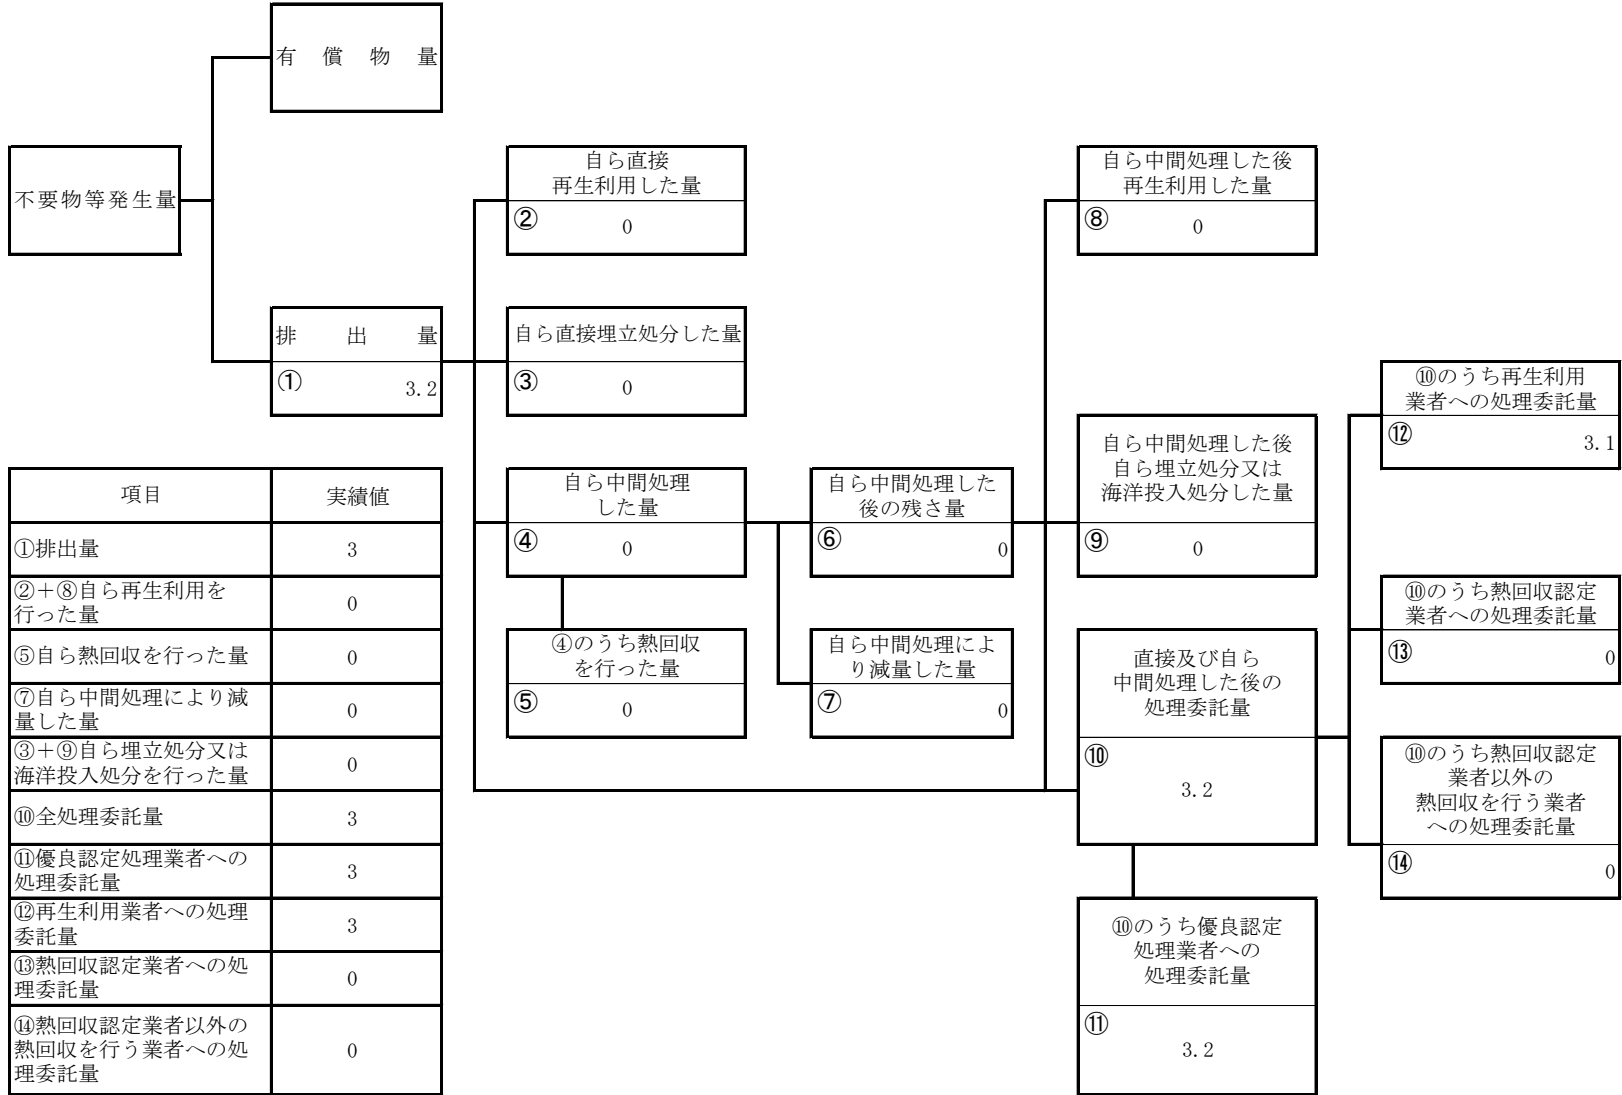 有償物量
不要物等発生量
排出量
①
3.2
自ら直接
再生利用した量
②
0
自ら直接埋立処分した量
③
0
自ら中間処理
した量
④
0
④のうち熱回収
を行った量
⑤
0
自ら中間処理した
後の残さ量
⑥
0
自ら中間処理によ
り減量した量
⑦
0
自ら中間処理した後
再生利用した量
⑧
0
自ら中間処理した後
自ら埋立処分又は
海洋投入処分した量
⑨
0
直接及び自ら
中間処理した後の
処理委託量
⑩
3.2
⑩のうち優良認定
処理業者への
処理委託量
⑪
3.2
⑩のうち再生利用
業者への処理委託量
⑫
3.1
⑩のうち熱回収認定
業者への処理委託量
⑬
0
⑩のうち熱回収認定
業者以外の
熱回収を行う業者
への処理委託量
⑭
0
項目 実績値
①排出量 3
②＋⑧自ら再生利用を
行った量 0
⑤自ら熱回収を行った量 0
⑦自ら中間処理により減
量した量 0
③＋⑨自ら埋立処分又は
海洋投入処分を行った量 0
⑩全処理委託量 3
⑪優良認定処理業者への
処理委託量 3
⑫再生利用業者への処理
委託量 3
⑬熱回収認定業者への処
理委託量 0
⑭熱回収認定業者以外の
熱回収を行う業者への処
理委託量 0